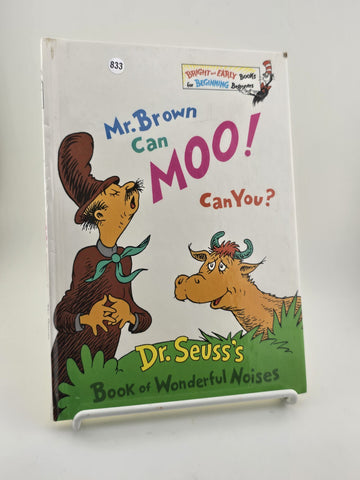 833
BRIGHT and EARLY BOOKS
for BEGINNING Beginners
Mr. Brown
Can
MOO!
Can You?
Dr. Seuss's
Book of Wonderful Noises